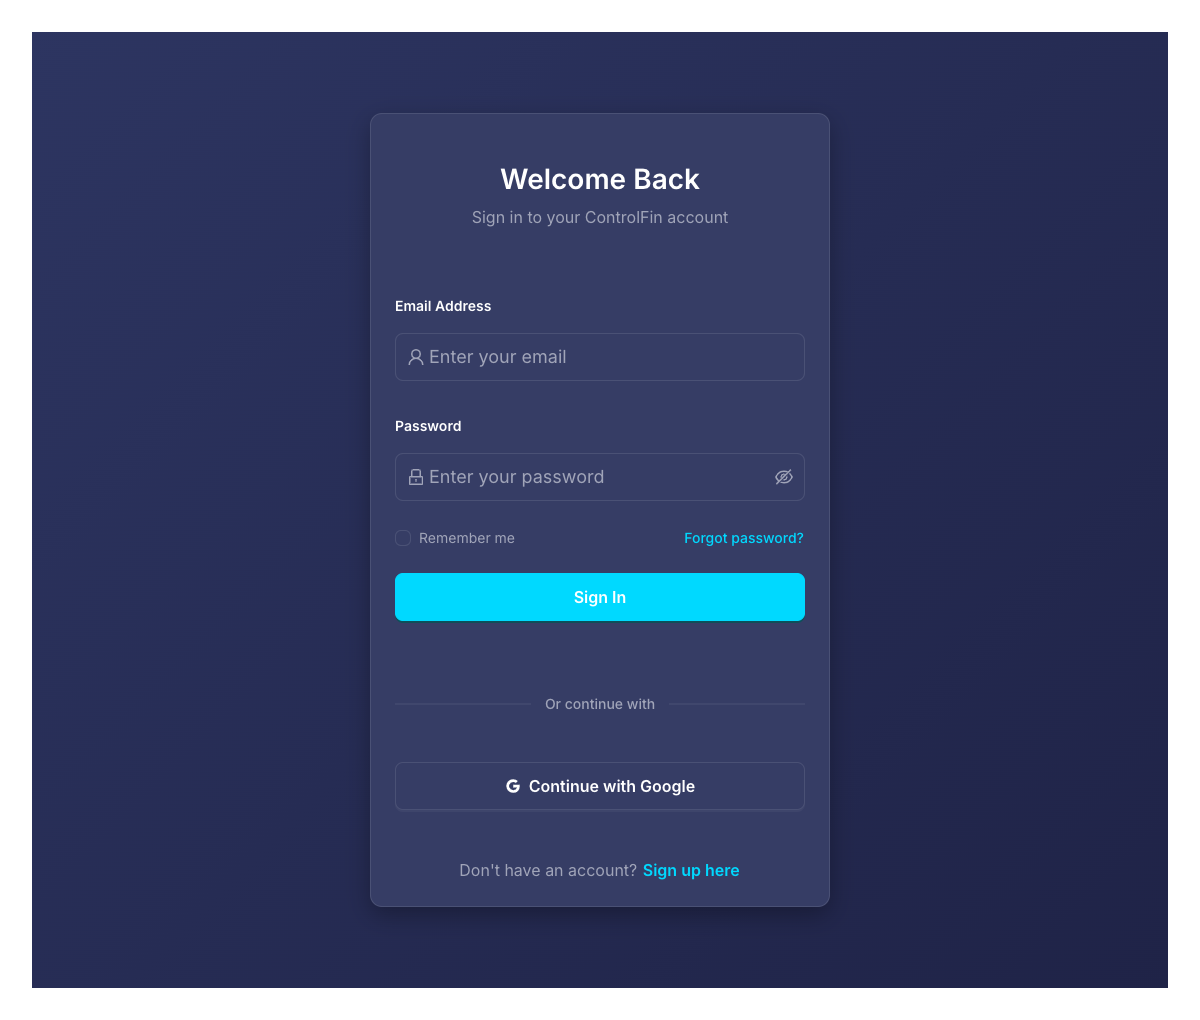 Welcome Back
Sign in to your ControlFin account
Email Address
Enter your email
Password
Enter your password
Remember me
Forgot password?
Sign In
Or continue with
Continue with Google
Don't have an account? Sign up here